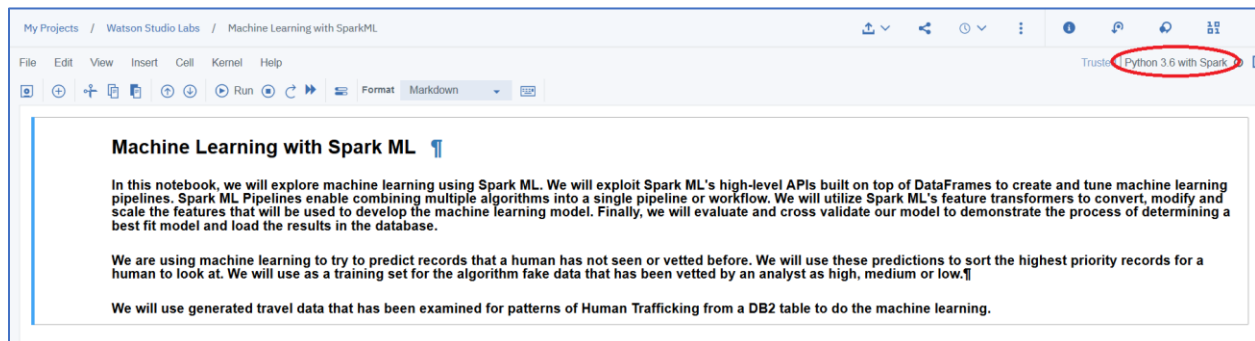 My Projects / Watson Studio Labs / Machine Learning with SparkML
File Edit View Insert Cell Kernel Help
Python 3.6 with Spark
Run Format Markdown
Machine Learning with Spark ML ¶
In this notebook, we will explore machine learning using Spark ML. We will exploit Spark ML's high-level APIs built on top of DataFrames to create and tune machine learning
pipelines. Spark ML Pipelines enable combining multiple algorithms into a single pipeline or workflow. We will utilize Spark ML's feature transformers to convert, modify and
scale the features that will be used to develop the machine learning model. Finally, we will evaluate and cross validate our model to demonstrate the process of determining a
best fit model and load the results in the database.
We are using machine learning to try to predict records that a human has not seen or vetted before. We will use these predictions to sort the highest priority records for a
human to look at. We will use as a training set for the algorithm fake data that has been vetted by an analyst as high, medium or low.¶
We will use generated travel data that has been examined for patterns of Human Trafficking from a DB2 table to do the machine learning.